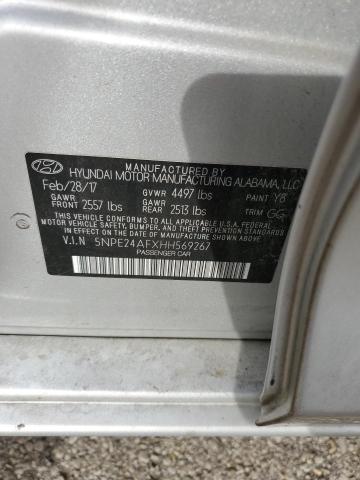 MANUFACTURED BY
HYUNDAI MOTOR MANUFACTURING ALABAMA, LLC
Feb/28/17 GVWR 4497 lbs PAINT Y8
GAWR FRONT 2557 lbs GAWR REAR 2513 lbs TRIM GG
THIS VEHICLE CONFORMS TO ALL APPLICABLE U.S.A. FEDERAL
MOTOR VEHICLE SAFETY, BUMPER, AND THEFT PREVENTION STANDARDS
IN EFFECT ON THE DATE OF MANUFACTURE SHOWN ABOVE.
V.I.N 5NPE24AFXHH569267
PASSENGER CAR